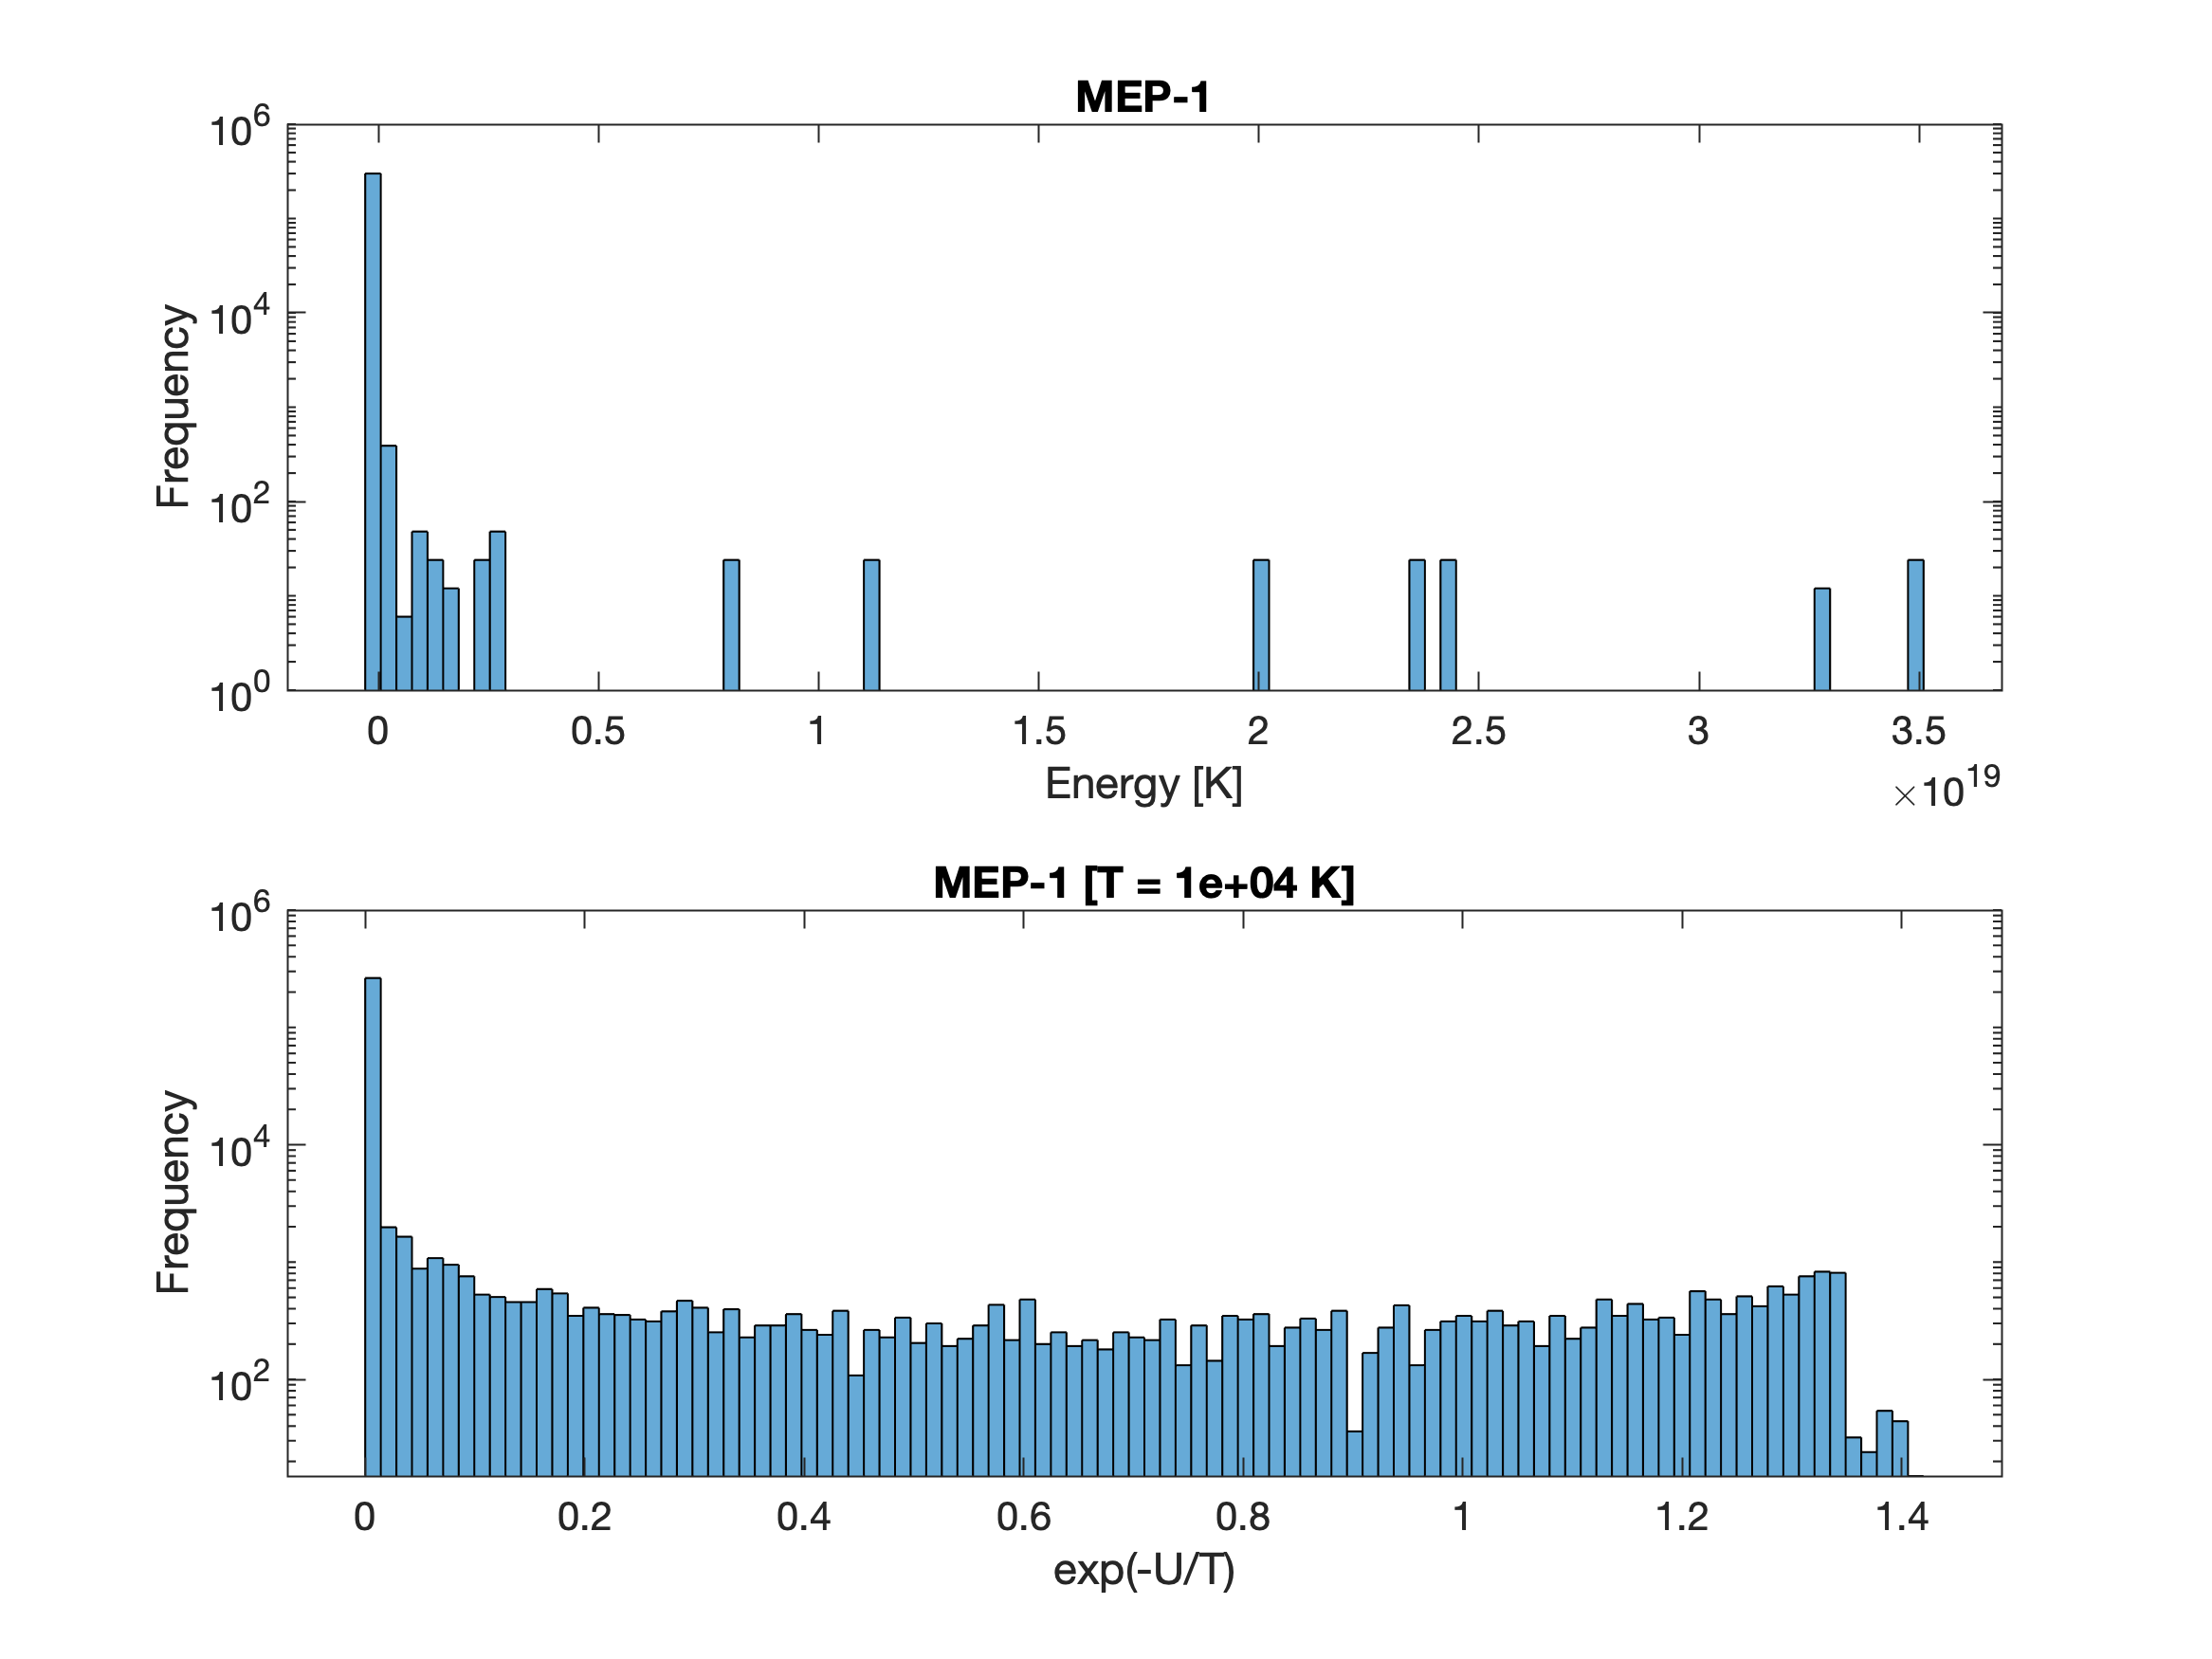 MEP-1
10^6
10^4
10^2
10^0
Frequency
0 0.5 1 1.5 2 2.5 3 3.5
Energy [K]
×10^19
MEP-1 [T = 1e+04 K]
10^6
10^4
10^2
Frequency
0 0.2 0.4 0.6 0.8 1 1.2 1.4
exp(-U/T)